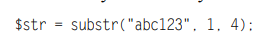 $str = substr("abc123", 1, 4);